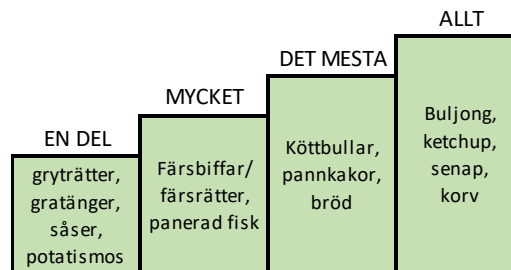 EN DEL
gryträtter,
gratänger,
såser,
potatismos
MYCKET
Färsbiffar/
färsrätter,
panerad fisk
DET MESTA
Köttbullar,
pannkakor,
bröd
ALLT
Buljong,
ketchup,
senap,
korv